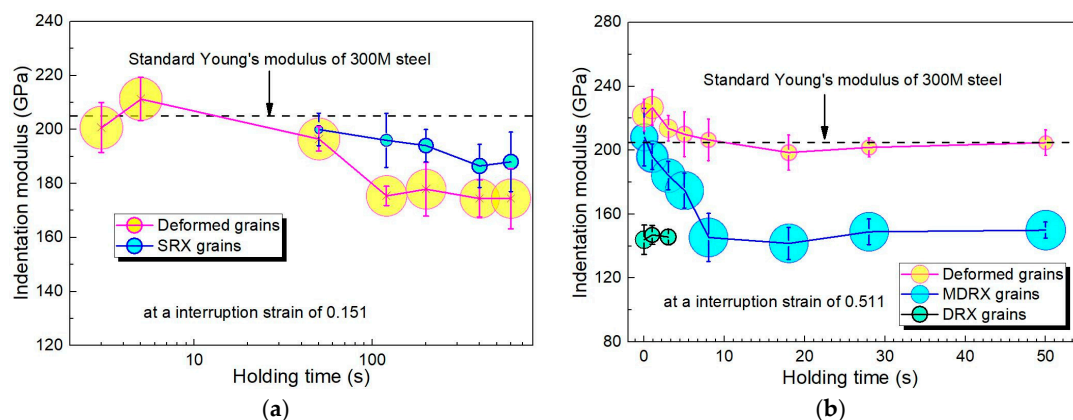 240
220
200
180
160
140
120
Indentation modulus (GPa)
Standard Young's modulus of 300M steel
Deformed grains
SRX grains
at a interruption strain of 0.151
10
100
Holding time (s)
(a)
280
240
200
160
120
80
Indentation modulus (GPa)
Standard Young's modulus of 300M steel
at a interruption strain of 0.511
Deformed grains
MDRX grains
DRX grains
0
10
20
30
40
50
Holding time (s)
(b)